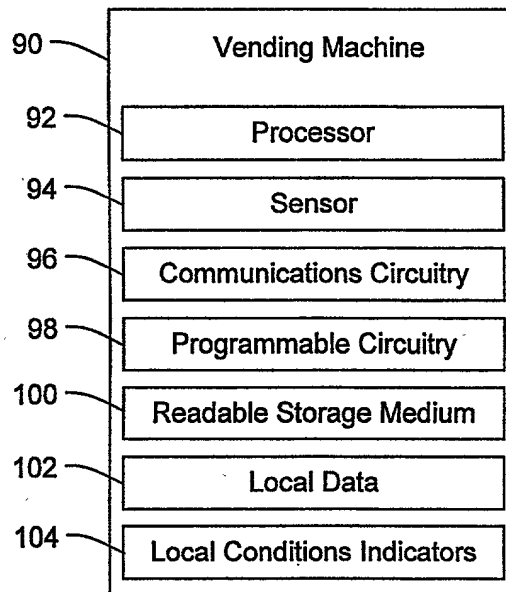 90 Vending Machine
92 Processor
94 Sensor
96 Communications Circuitry
98 Programmable Circuitry
100 Readable Storage Medium
102 Local Data
104 Local Conditions Indicators